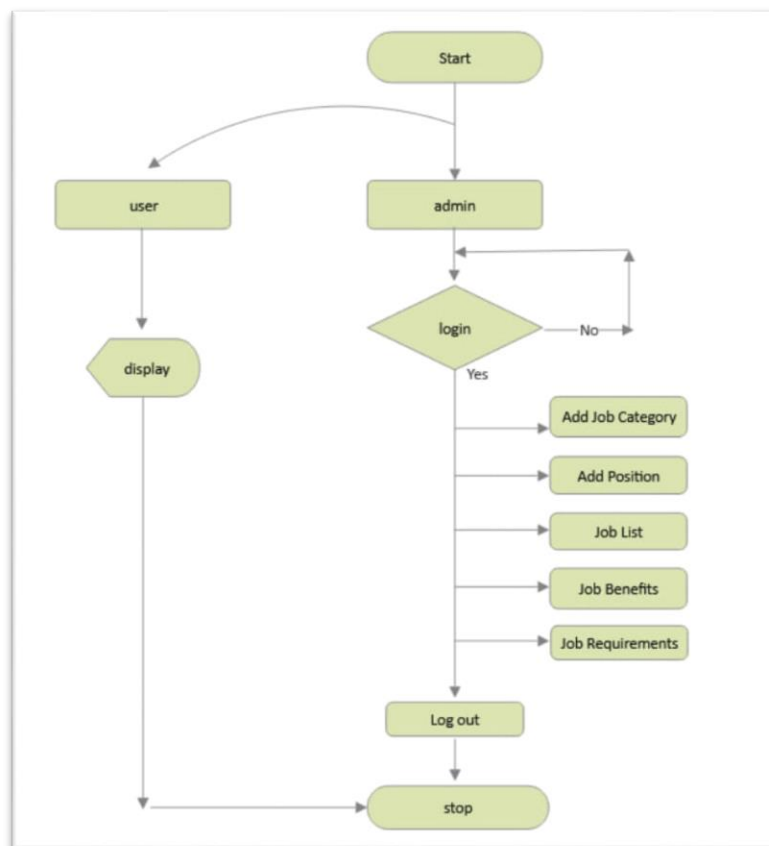 Start
user
admin
login
No
display
Yes
Add Job Category
Add Position
Job List
Job Benefits
Job Requirements
Log out
stop